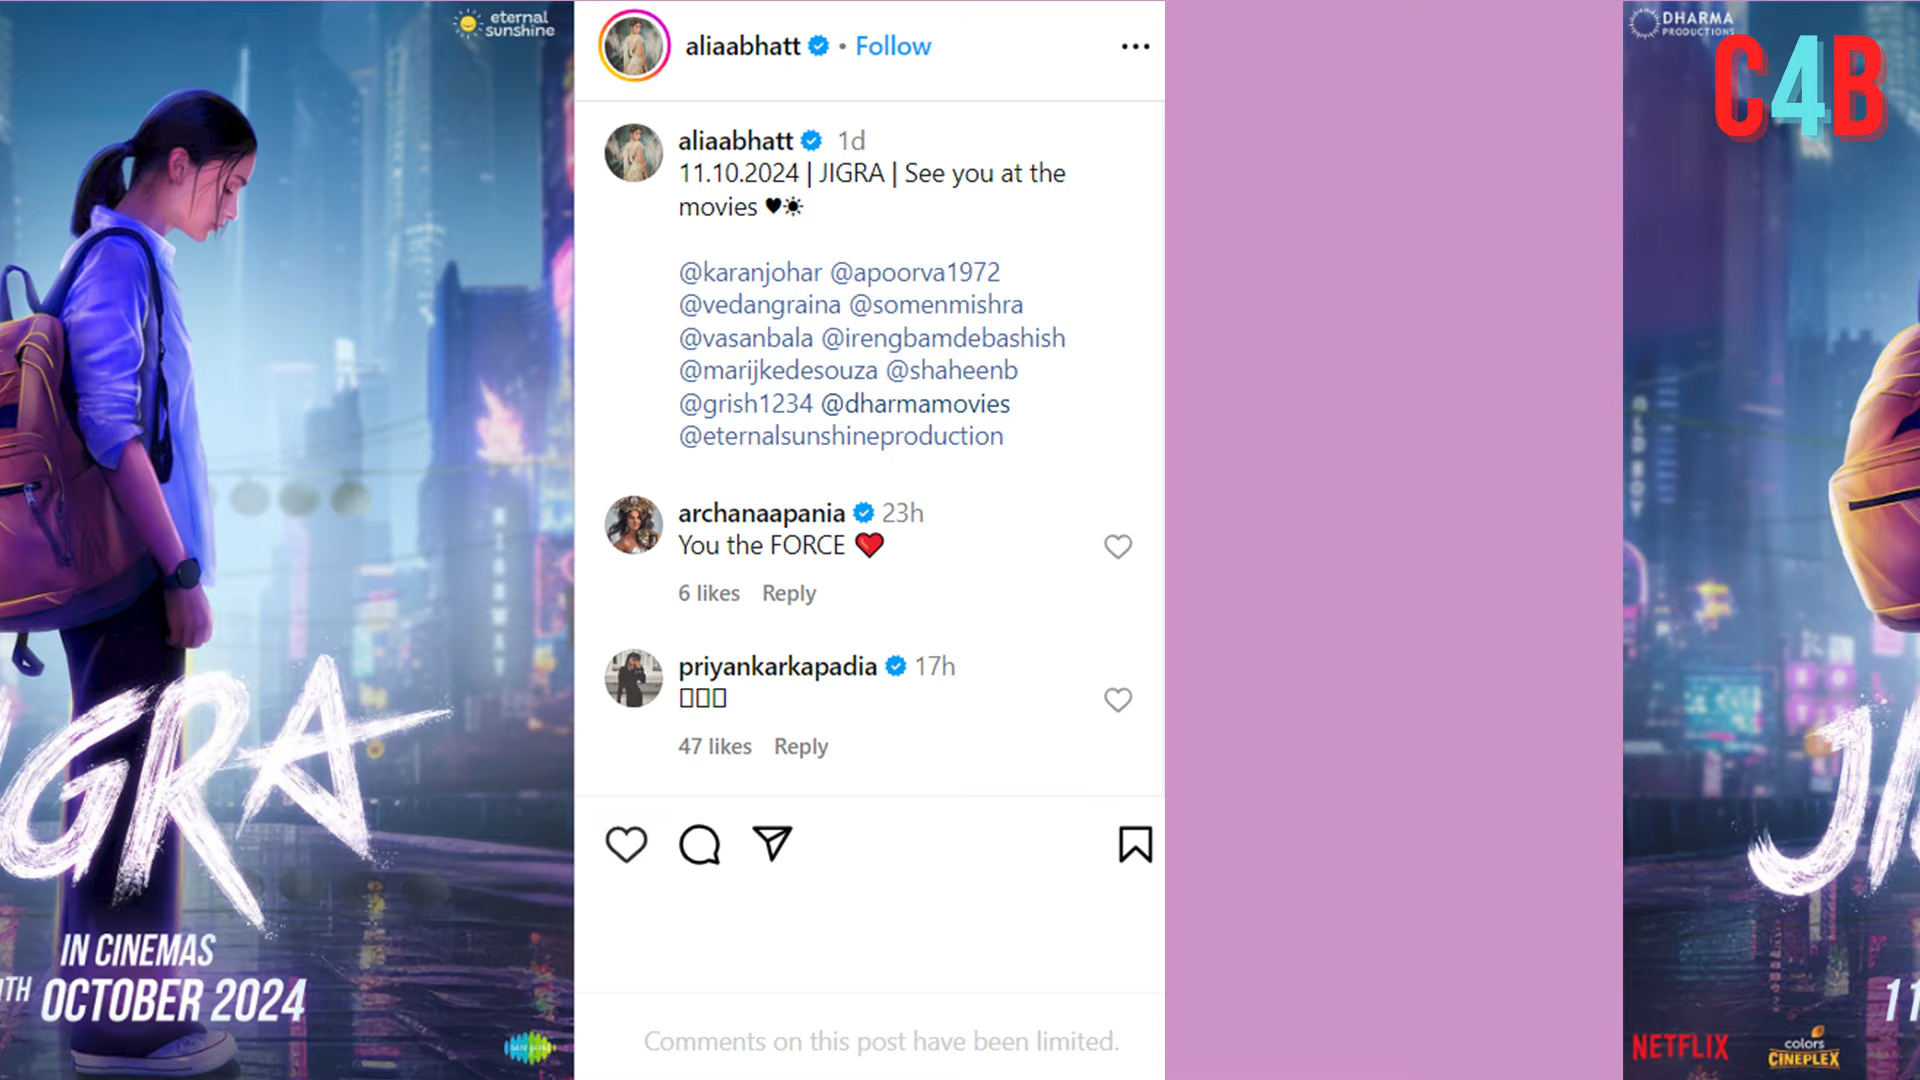 eternal
sunshine
IGRA
IN CINEMAS
TH OCTOBER 2024
aliaabhatt • Follow
aliaabhatt 1d
11.10.2024 | JIGRA | See you at the
movies ♥☀
@karanjohar @apoorva1972
@vedangraina @somenmishra
@vasanbala @irengbamdebashish
@marijkedesouza @shaheenb
@grish1234 @dharmamovies
@eternalsunshineproduction
archanaapania 23h
You the FORCE ❤️
6 likes Reply
priyankarkapadia 17h
47 likes Reply
Comments on this post have been limited.
DHARMA
PRODUCTIONS
C4B
OLDBOY
JI
11
NETFLIX
colors
CINEPLEX